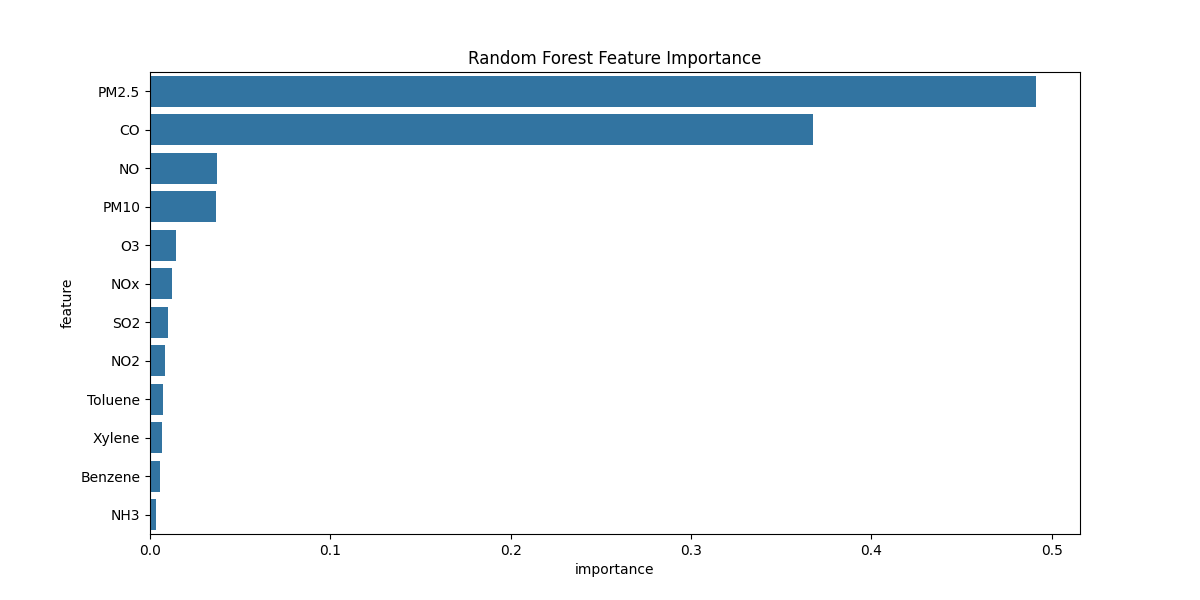 Random Forest Feature Importance
PM2.5
CO
NO
PM10
O3
NOx
SO2
NO2
Toluene
Xylene
Benzene
NH3
feature
0.0 0.1 0.2 0.3 0.4 0.5
importance